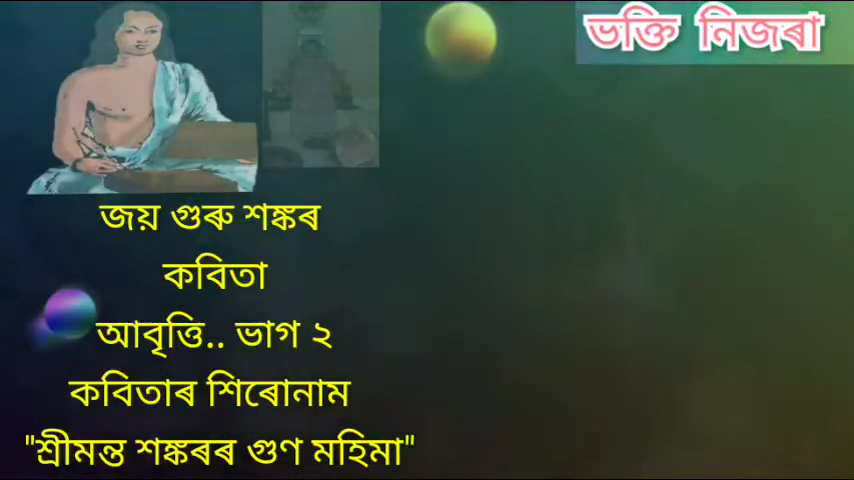 ভক্তি নিজৰা
জয় গুৰু শঙ্কৰ
কবিতা
আবৃত্তি.. ভাগ ২
কবিতাৰ শিৰোনাম
"শ্ৰীমন্ত শঙ্কৰৰ গুণ মহিমা"